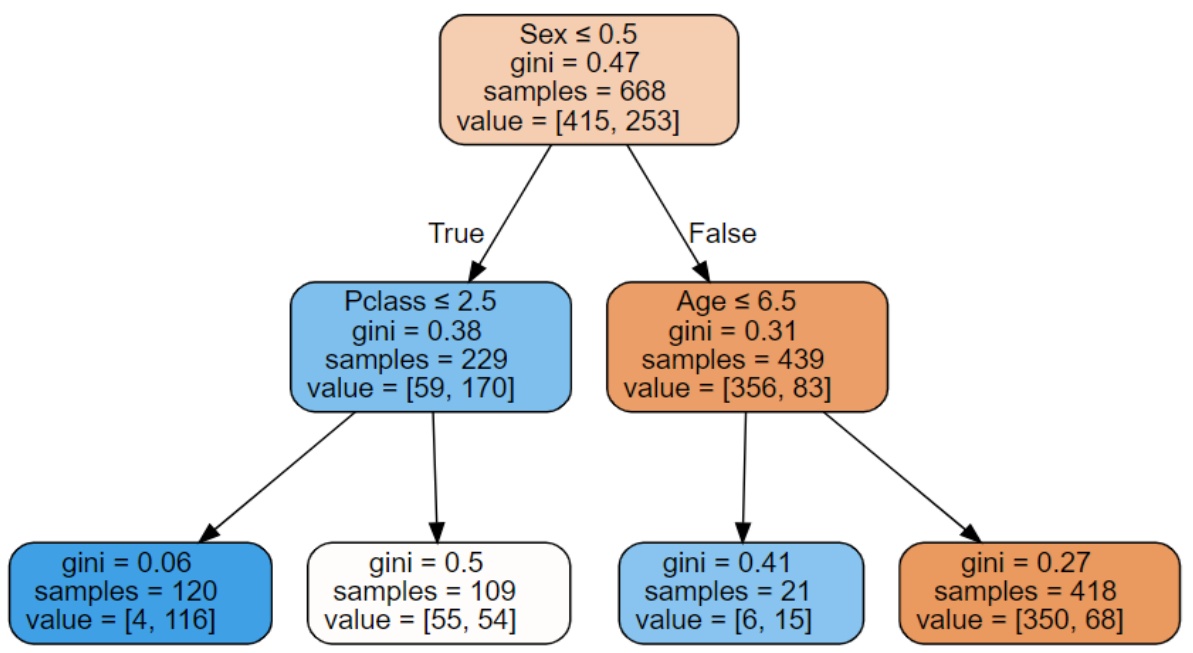 Sex ≤ 0.5
gini = 0.47
samples = 668
value = [415, 253]
True
False
Pclass ≤ 2.5
gini = 0.38
samples = 229
value = [59, 170]
Age ≤ 6.5
gini = 0.31
samples = 439
value = [356, 83]
gini = 0.06
samples = 120
value = [4, 116]
gini = 0.5
samples = 109
value = [55, 54]
gini = 0.41
samples = 21
value = [6, 15]
gini = 0.27
samples = 418
value = [350, 68]